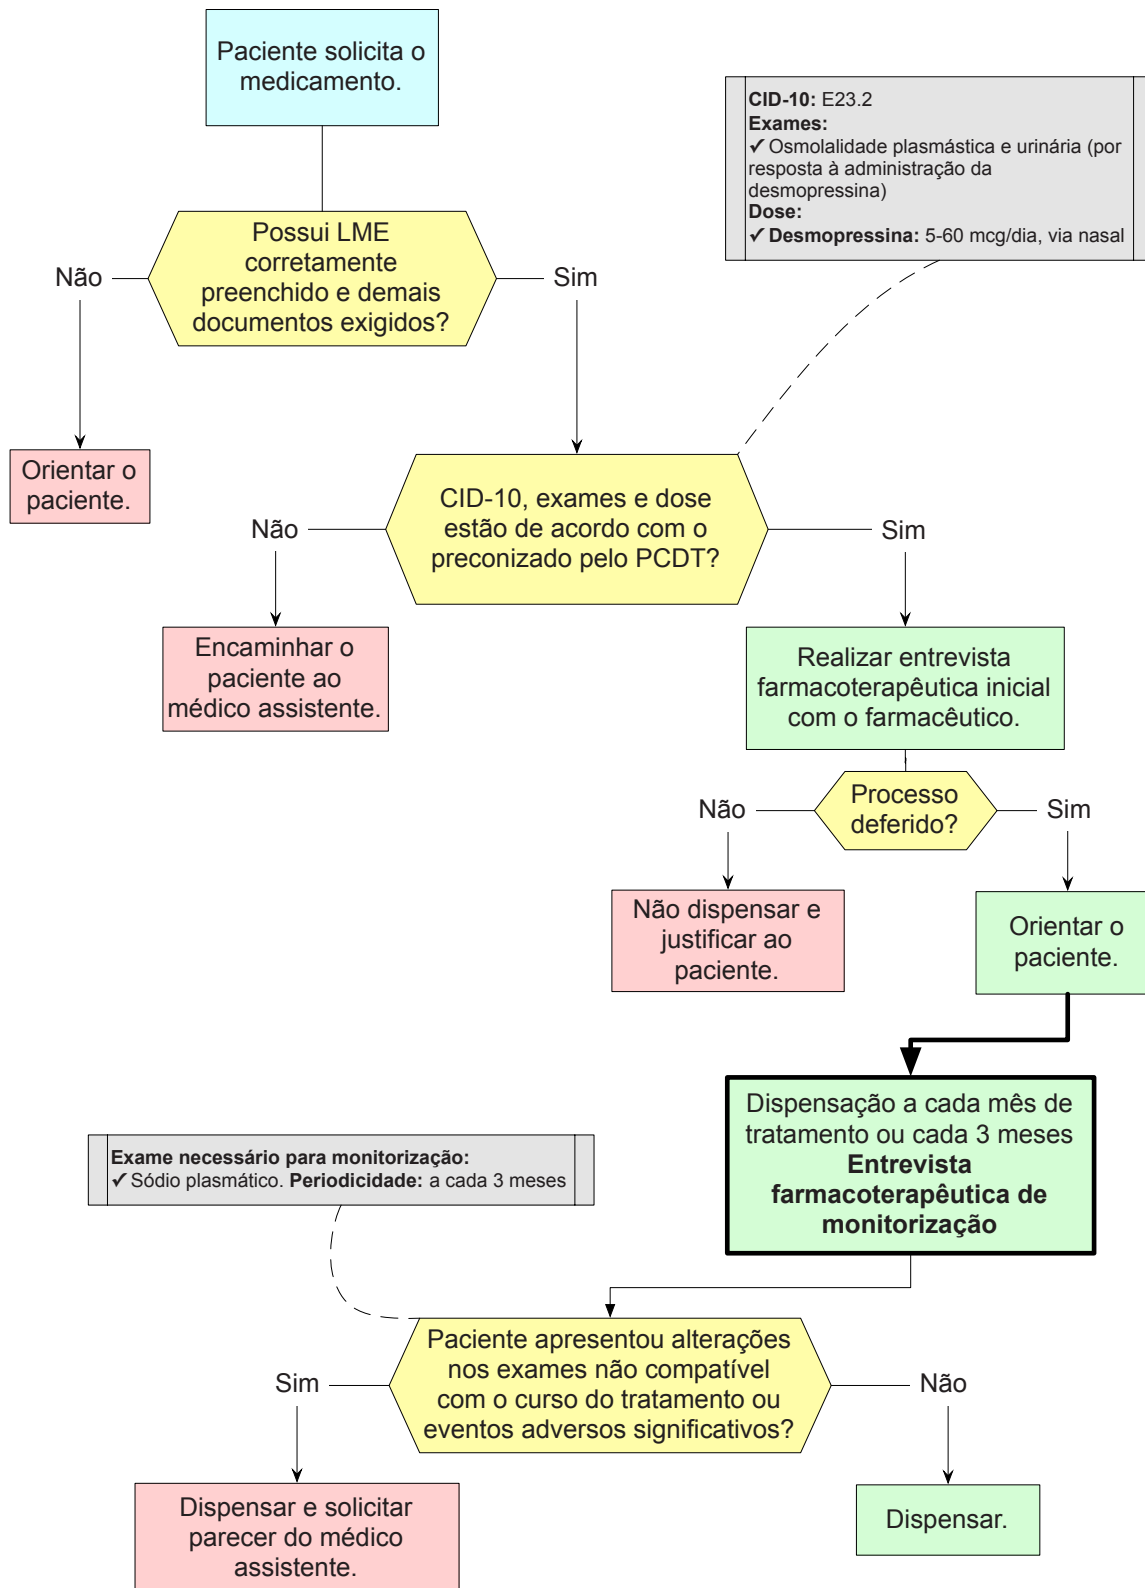 Paciente solicita o
medicamento.
CID-10: E23.2
Exames:
✓ Osmolalidade plasmástica e urinária (por
resposta à administração da
desmopressina)
Dose:
✓ Desmopressina: 5-60 mcg/dia, via nasal
Possui LME
corretamente
preenchido e demais
documentos exigidos?
Não
Sim
Orientar o
paciente.
CID-10, exames e dose
estão de acordo com o
preconizado pelo PCDT?
Não
Sim
Encaminhar o
paciente ao
médico assistente.
Realizar entrevista
farmacoterapêutica inicial
com o farmacêutico.
Processo
deferido?
Não
Sim
Não dispensar e
justificar ao
paciente.
Orientar o
paciente.
Dispensação a cada mês de
tratamento ou cada 3 meses
Entrevista
farmacoterapêutica de
monitorização
Exame necessário para monitorização:
✓ Sódio plasmático. Periodicidade: a cada 3 meses
Paciente apresentou alterações
nos exames não compatível
com o curso do tratamento ou
eventos adversos significativos?
Sim
Não
Dispensar e solicitar
parecer do médico
assistente.
Dispensar.